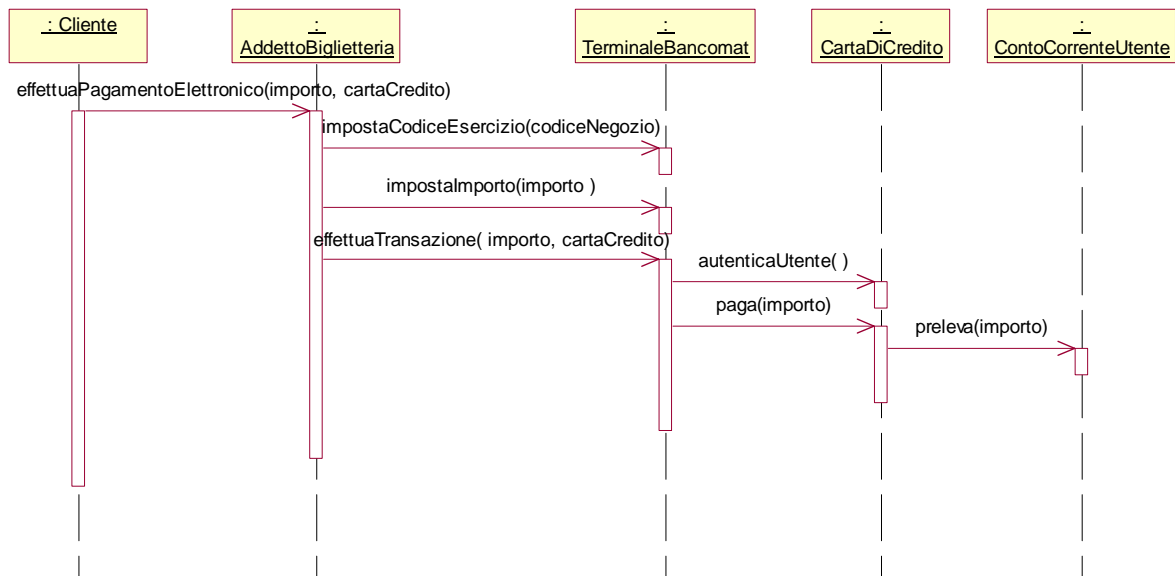 : Cliente
:
AddettoBiglietteria
:
TerminaleBancomat
:
CartaDiCredito
:
ContoCorrenteUtente
effettuaPagamentoElettronico(importo, cartaCredito)
impostaCodiceEsercizio(codiceNegozio)
impostaImporto(importo )
effettuaTransazione( importo, cartaCredito)
autenticaUtente( )
paga(importo)
preleva(importo)